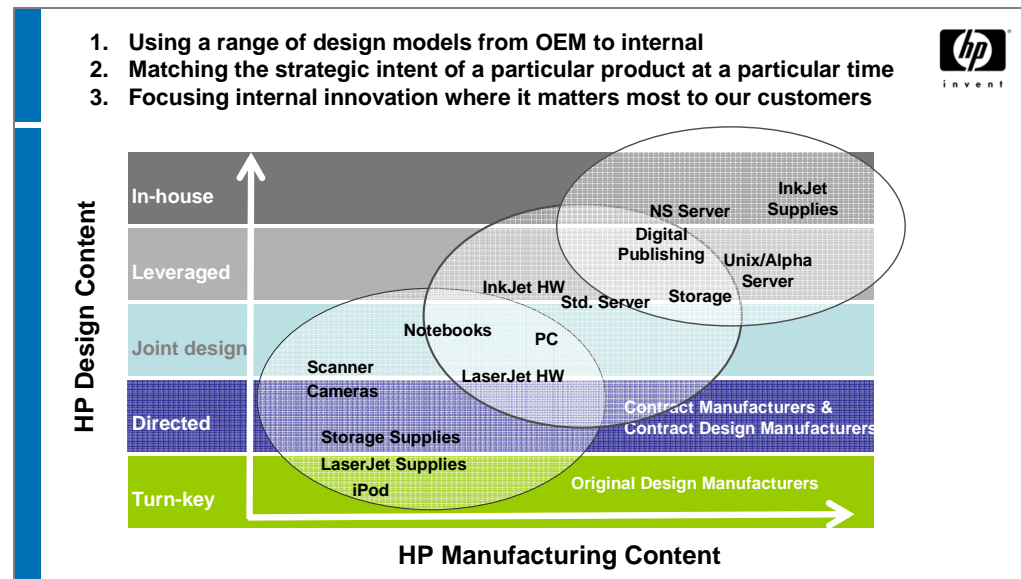 1. Using a range of design models from OEM to internal
2. Matching the strategic intent of a particular product at a particular time
3. Focusing internal innovation where it matters most to our customers
hp
invent
HP Design Content
In-house
InkJet
Supplies
NS Server
Digital
Publishing
Leveraged
Unix/Alpha
Server
InkJet HW
Std. Server
Storage
Joint design
Notebooks
PC
Scanner
LaserJet HW
Cameras
Directed
Contract Manufacturers &
Contract Design Manufacturers
Storage Supplies
LaserJet Supplies
iPod
Original Design Manufacturers
Turn-key
HP Manufacturing Content